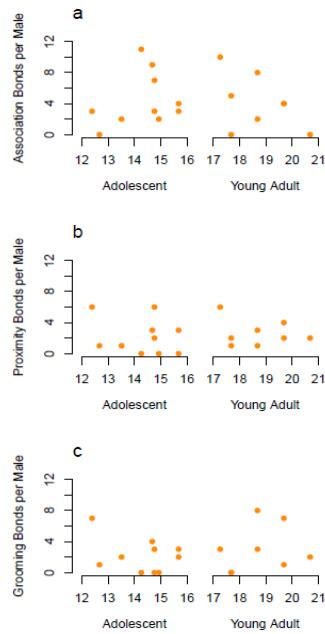 a
Association Bonds per Male
12
8
4
0
12 13 14 15 16 17 18 19 20 21
Adolescent Young Adult
b
Proximity Bonds per Male
12
8
4
0
12 13 14 15 16 17 18 19 20 21
Adolescent Young Adult
c
Grooming Bonds per Male
12
8
4
0
12 13 14 15 16 17 18 19 20 21
Adolescent Young Adult